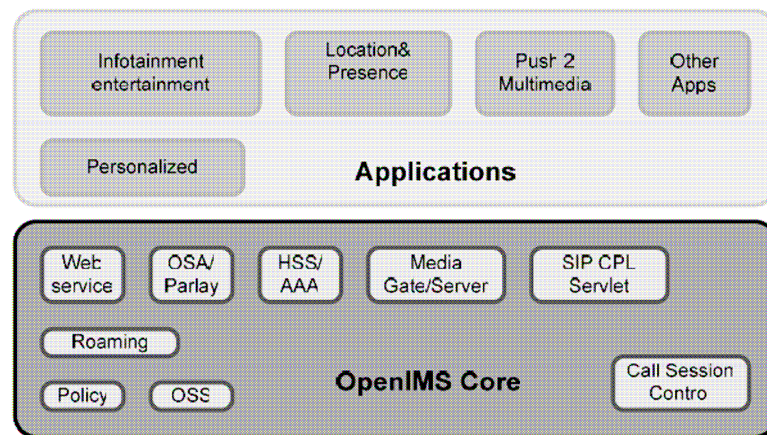 Infotainment
entertainment
Location&
Presence
Push 2
Multimedia
Other
Apps
Personalized
Applications
Web
service
OSA/
Parlay
HSS/
AAA
Media
Gate/Server
SIP CPL
Servlet
Roaming
Policy
OSS
OpenIMS Core
Call Session
Contro